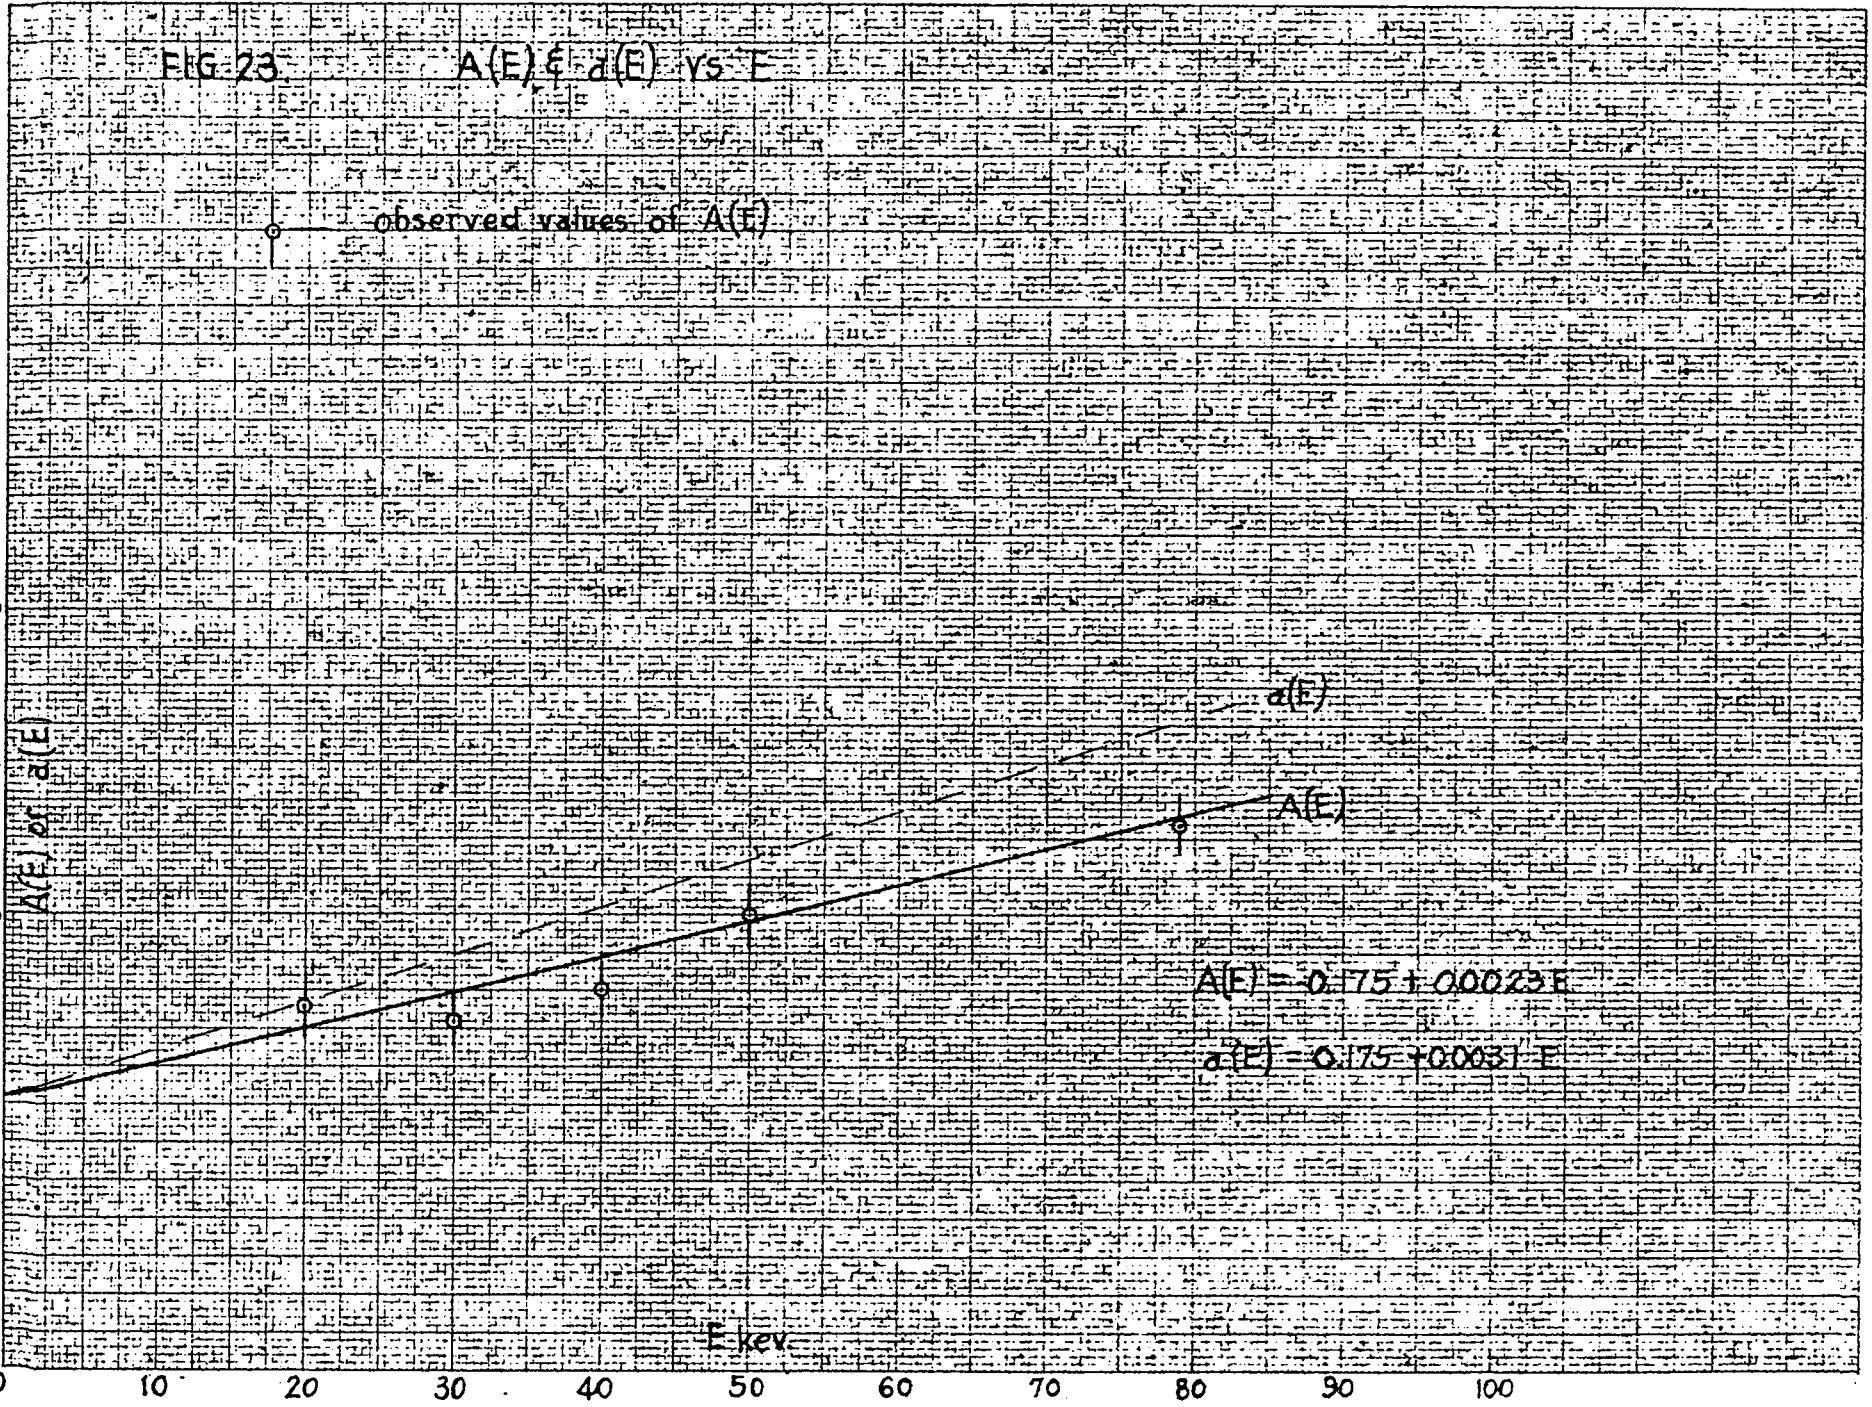 FIG 23. A(E) & a(E) vs E
observed values of A(E)
a(E)
A(E)
A(E) or a(E)
A(E) = 0.175 + 0.0023 E
a(E) = 0.175 + 0.0031 E
E kev.
0 10 20 30 40 50 60 70 80 90 100